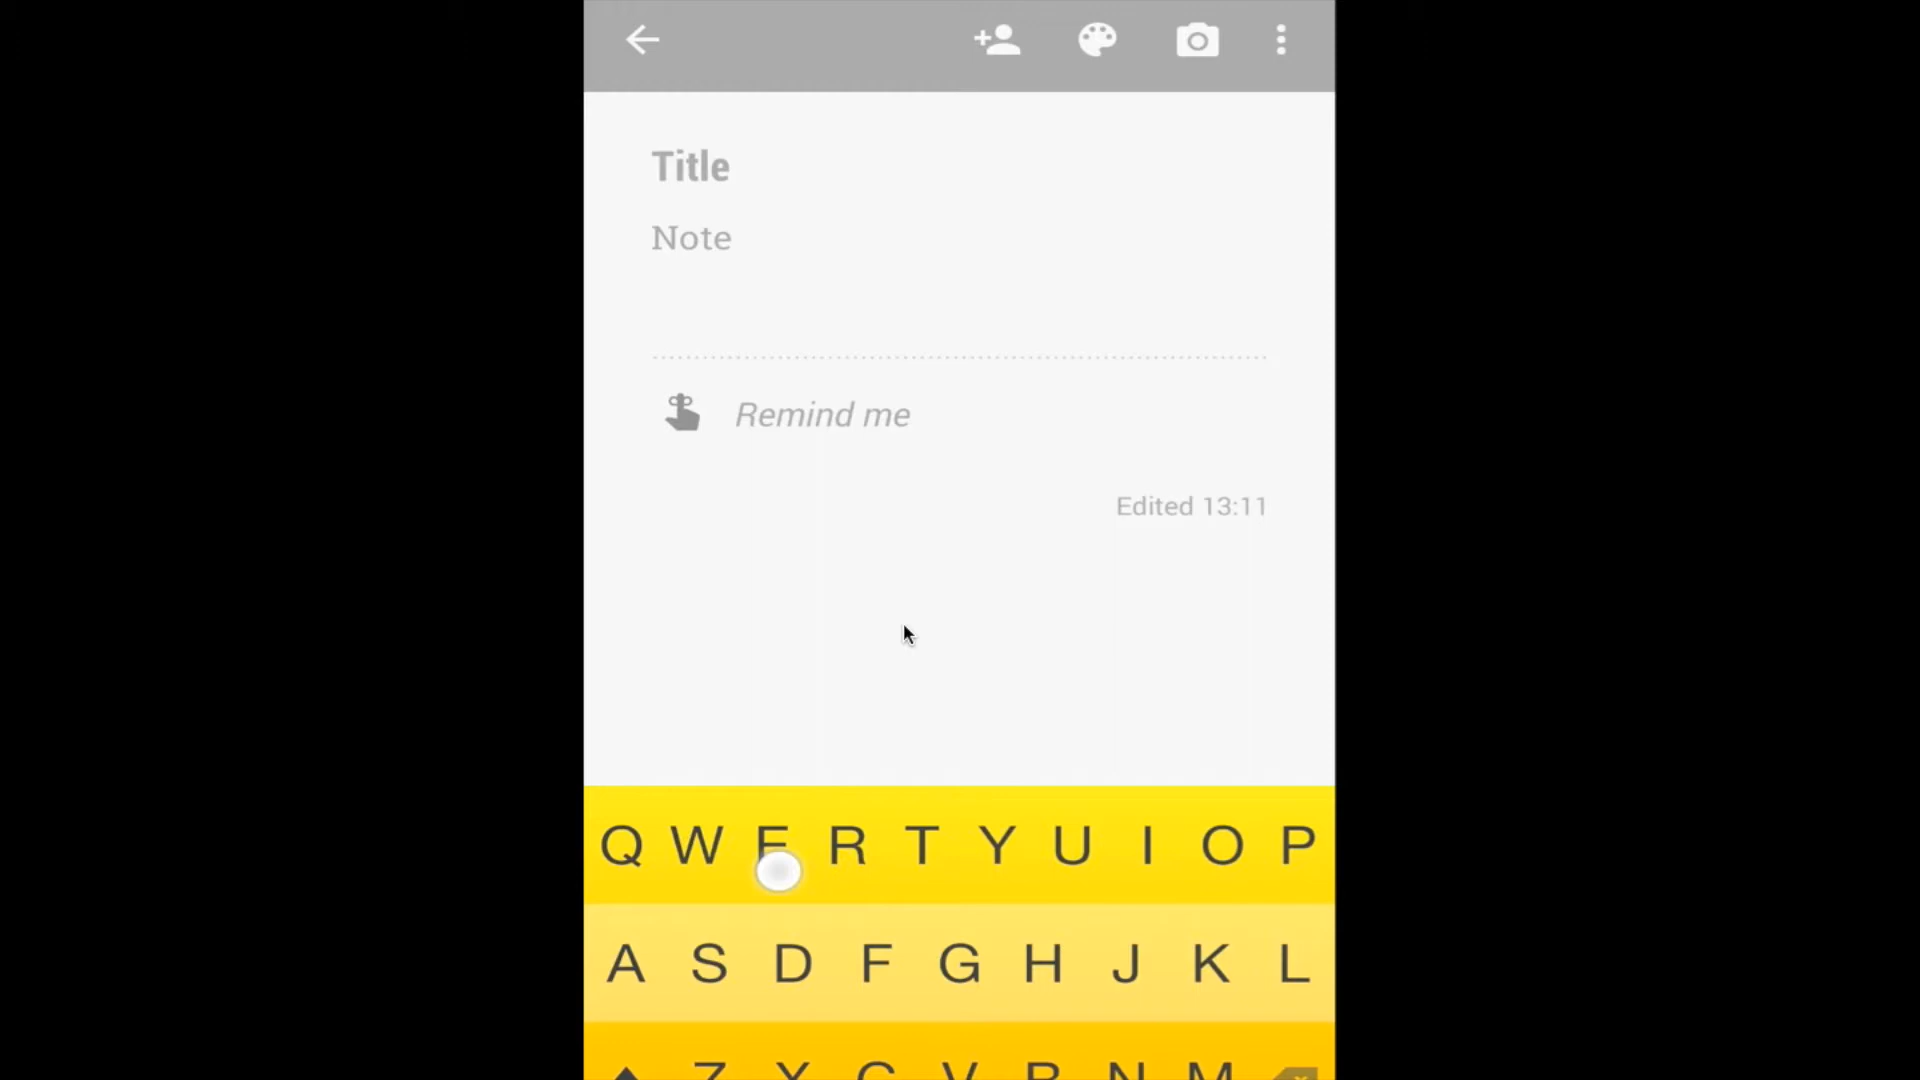 Title
Note
Remind me
Edited 13:11
Q W E R T Y U I O P
A S D F G H J K L
Z X C V B N M